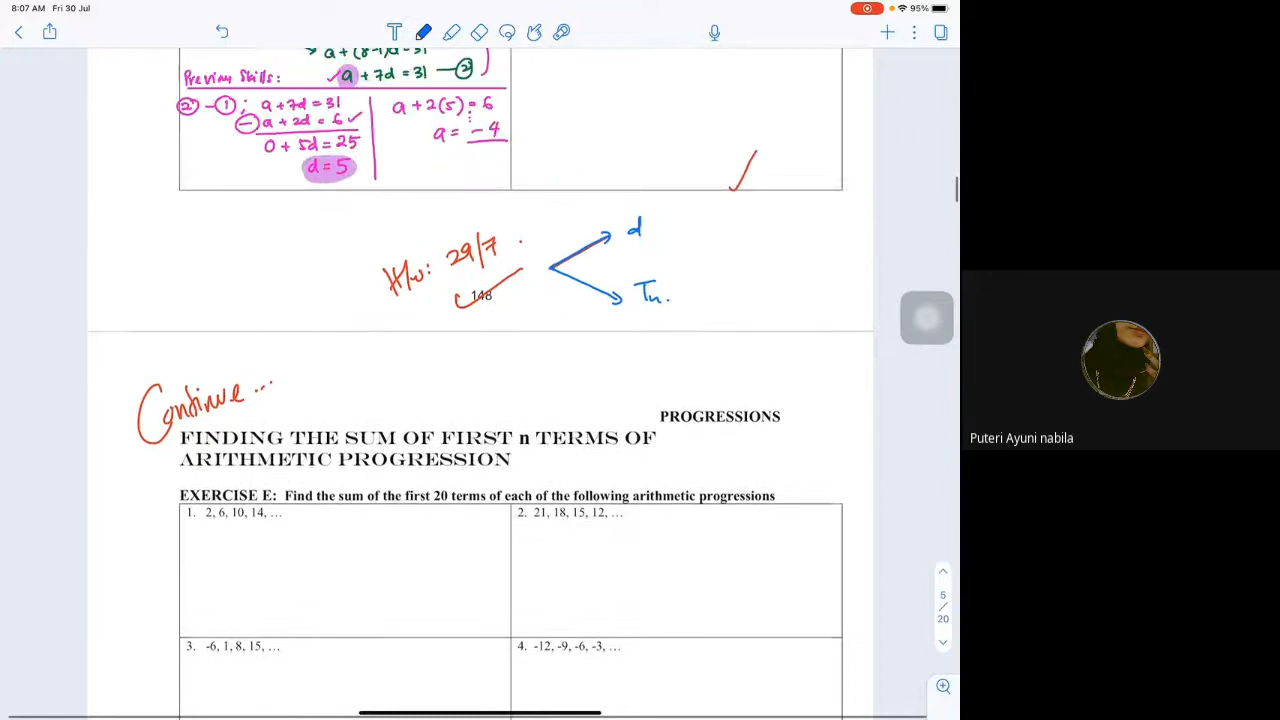 8:07 AM Fri 30 Jul
95%
a + (8-1)d = 31
Previous Skills:
a + 7d = 31 — ②
② - ① ; a + 7d = 31
- a + 2d = 6
0 + 5d = 25
d = 5
a + 2(5) = 6
a = -4
H/w: 29/7
148
d
Tn.
Continue ...
PROGRESSIONS
FINDING THE SUM OF FIRST n TERMS OF
ARITHMETIC PROGRESSION
EXERCISE E: Find the sum of the first 20 terms of each of the following arithmetic progressions
1. 2, 6, 10, 14, …
2. 21, 18, 15, 12, …
3. -6, 1, 8, 15, …
4. -12, -9, -6, -3, …
5
/
20
Puteri Ayuni nabila